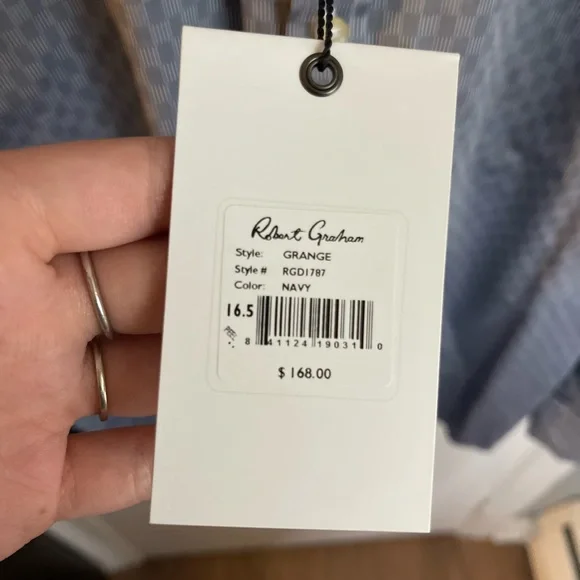 Robert Graham
Style: GRANGE
Style # RGD1787
Color: NAVY
16.5
8 41124 19031 0
$ 168.00